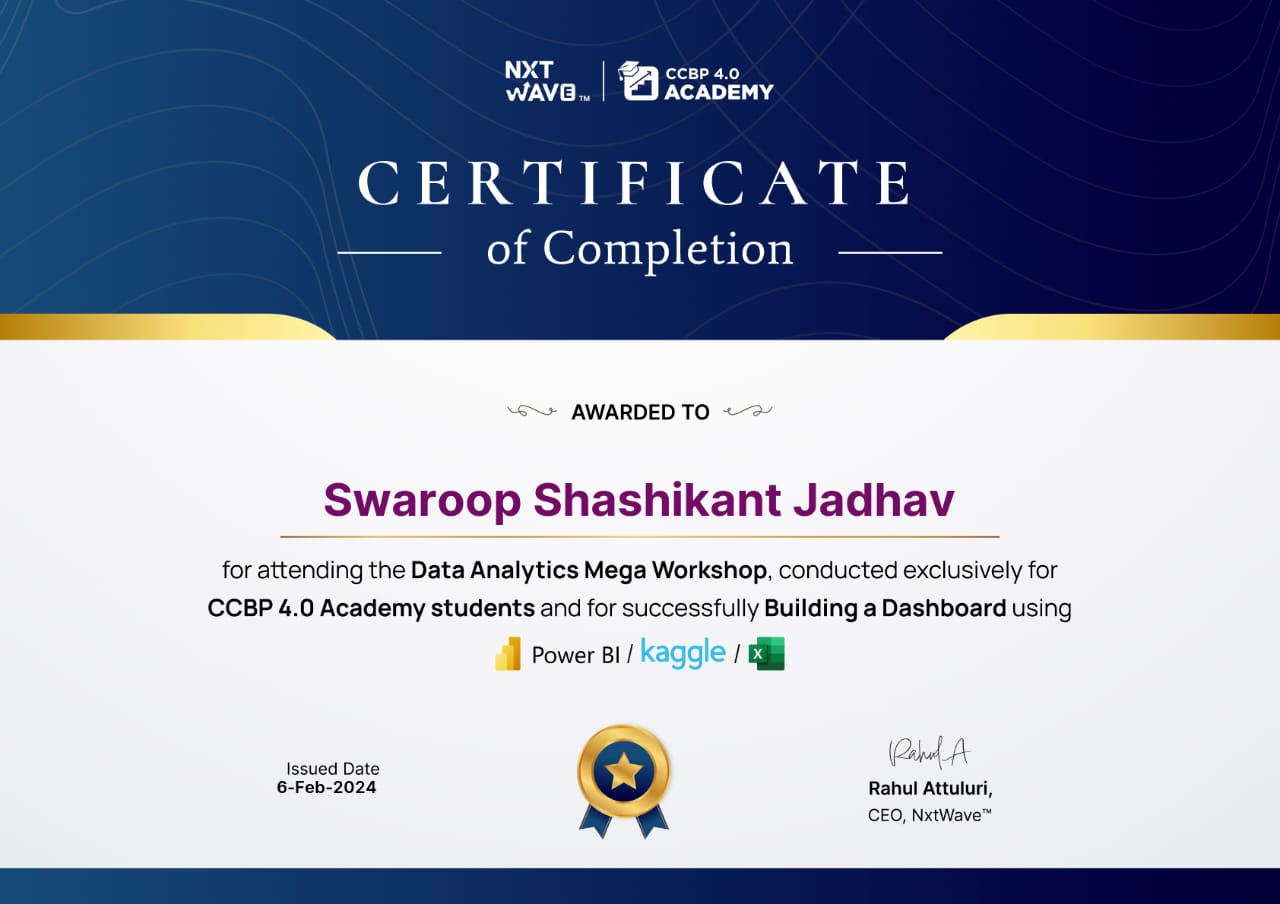 NXT WAVE™ | CCBP 4.0 ACADEMY
CERTIFICATE
of Completion
AWARDED TO
Swaroop Shashikant Jadhav
for attending the Data Analytics Mega Workshop, conducted exclusively for
CCBP 4.0 Academy students and for successfully Building a Dashboard using
Power BI / kaggle / X
Issued Date
6-Feb-2024
Rahul A
Rahul Attuluri,
CEO, NxtWave™